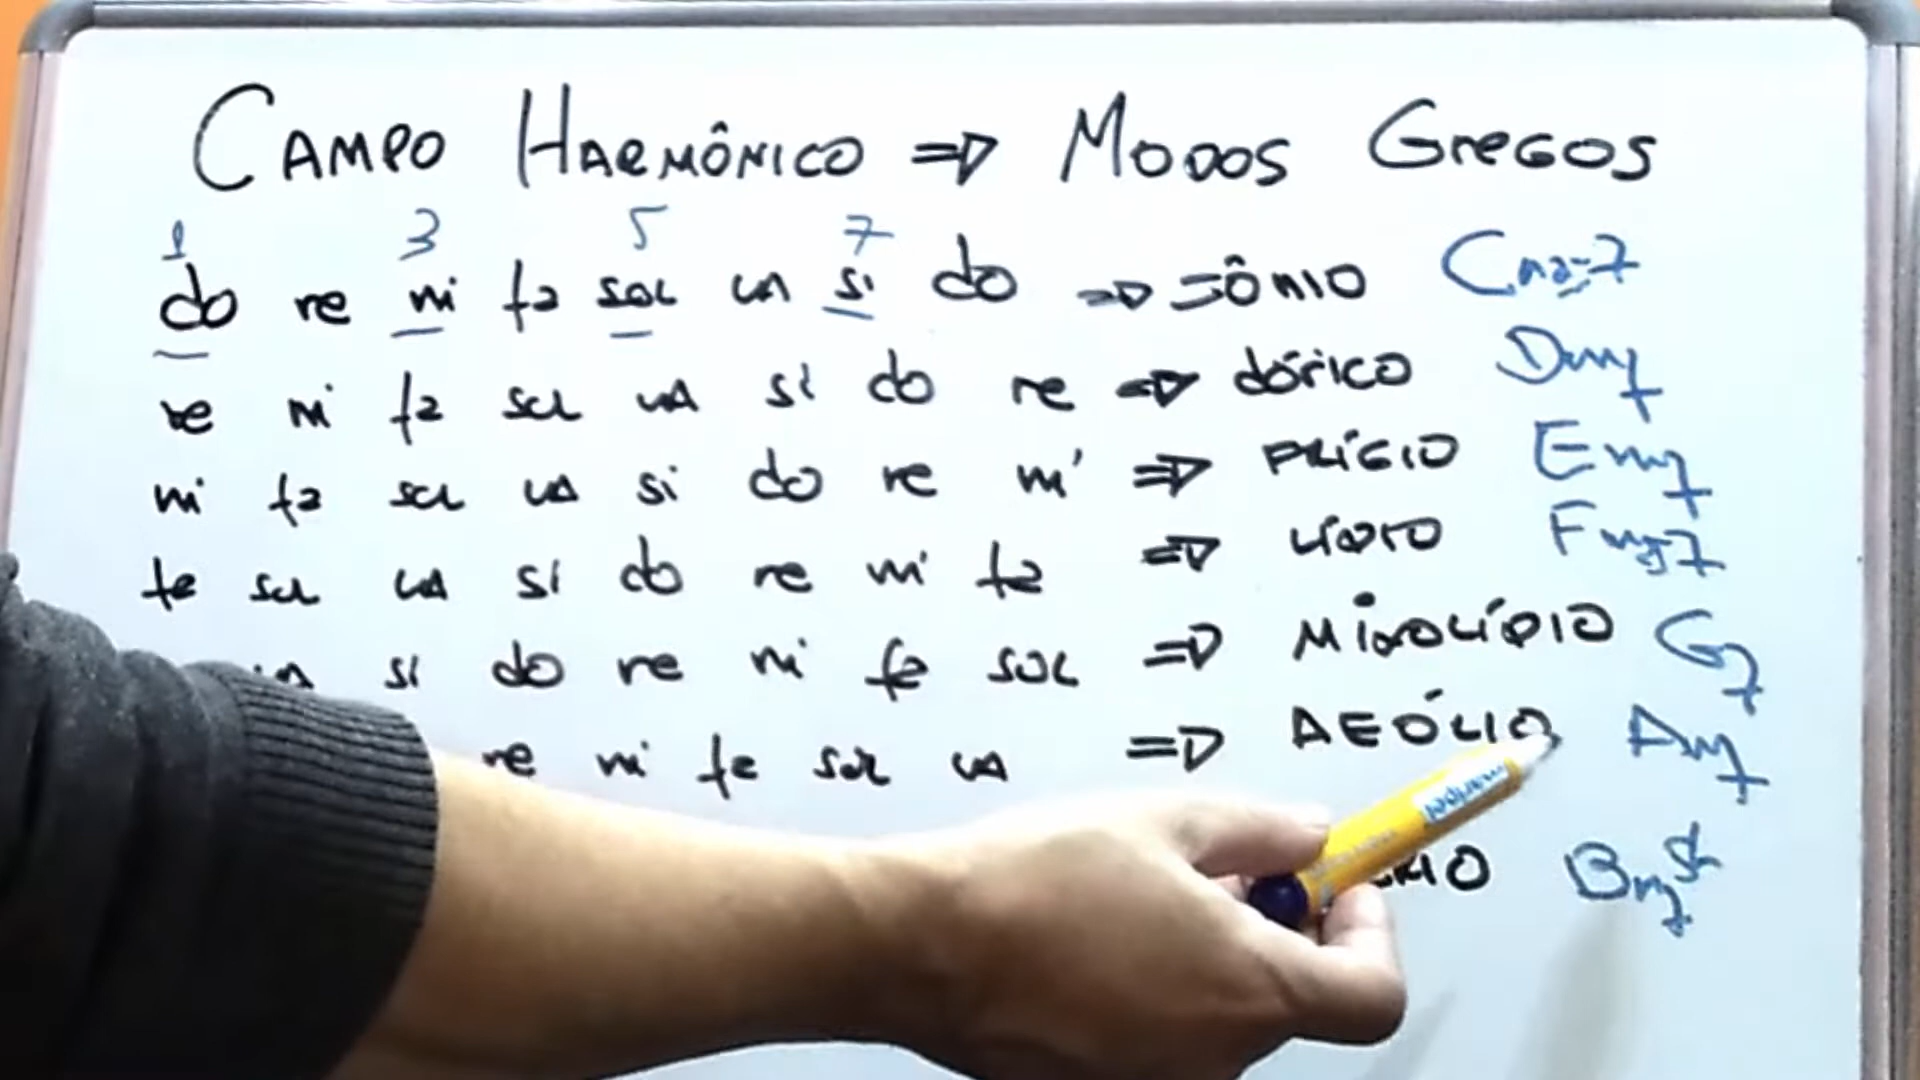 CAMPO HARMÔNICO => MODOS GREGOS
1 3 5 7
do re mi fa sol la si do => JÔNIO Cmaj7
re mi fa sol la si do re => dórico Dm7
mi fa sol la si do re mi => FRÍGIO Em7
fa sol la si do re mi fa => LÍDIO Fmaj7
si do re mi fa SOL => MIXOLÍDIO G7
re mi fa sol la => AEÓLIO Am7
Bm7